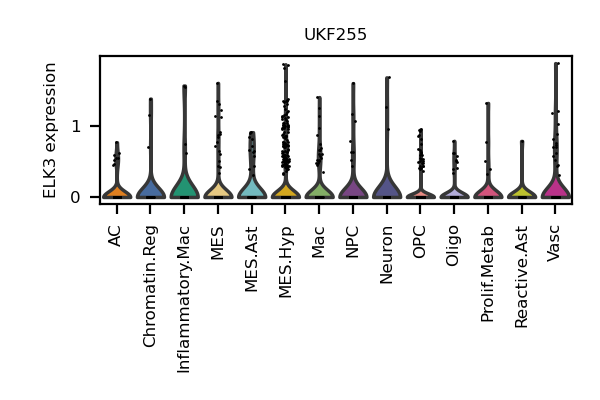 UKF255
ELK3 expression
1
0
AC
Chromatin.Reg
Inflammatory.Mac
MES
MES.Ast
MES.Hyp
Mac
NPC
Neuron
OPC
Oligo
Prolif.Metab
Reactive.Ast
Vasc